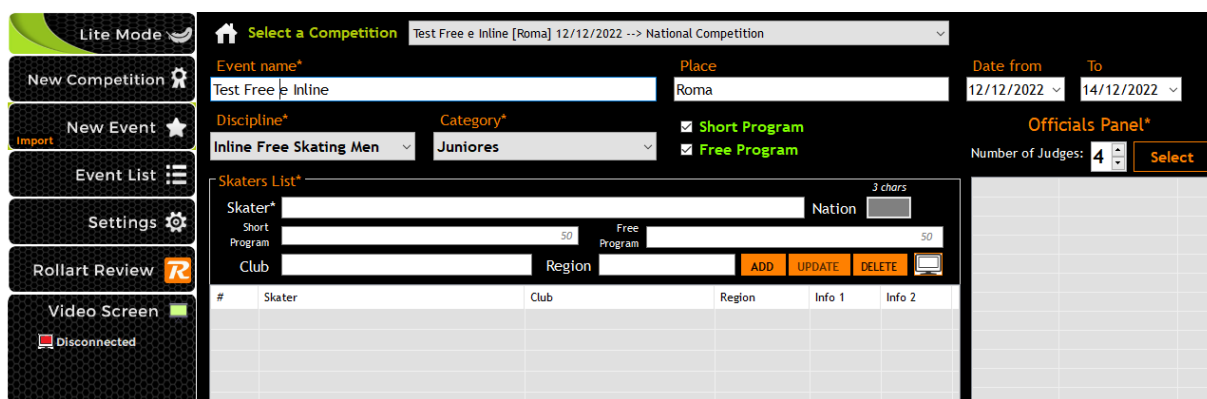 Lite Mode
New Competition
New Event
Import
Event List
Settings
Rollart Review R
Video Screen
Disconnected
Select a Competition Test Free e Inline [Roma] 12/12/2022 --> National Competition
Event name* Place Date from To
Test Free e Inline Roma 12/12/2022 14/12/2022
Discipline* Category* Short Program Officials Panel*
Inline Free Skating Men Juniores Free Program Number of Judges: 4 Select
Skaters List* 3 chars
Skater* Nation
Short Program 50 Free Program 50
Club Region ADD UPDATE DELETE
# Skater Club Region Info 1 Info 2